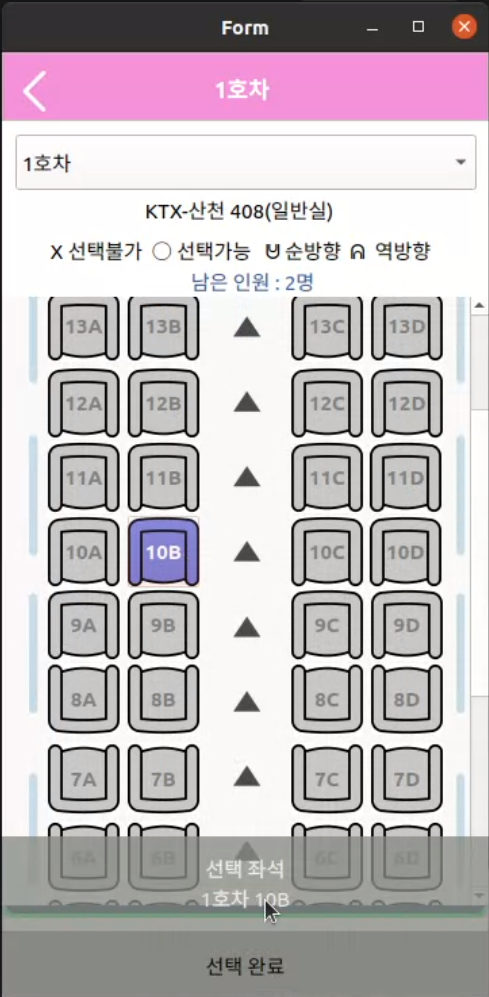 Form
1호차
1호차
KTX-산천 408(일반실)
X 선택불가 ○ 선택가능 순방향 역방향
남은 인원 : 2명
13A 13B 13C 13D
12A 12B 12C 12D
11A 11B 11C 11D
10A 10B 10C 10D
9A 9B 9C 9D
8A 8B 8C 8D
7A 7B 7C 7D
6A 6B 6C 6D
선택 좌석
1호차 10B
선택 완료